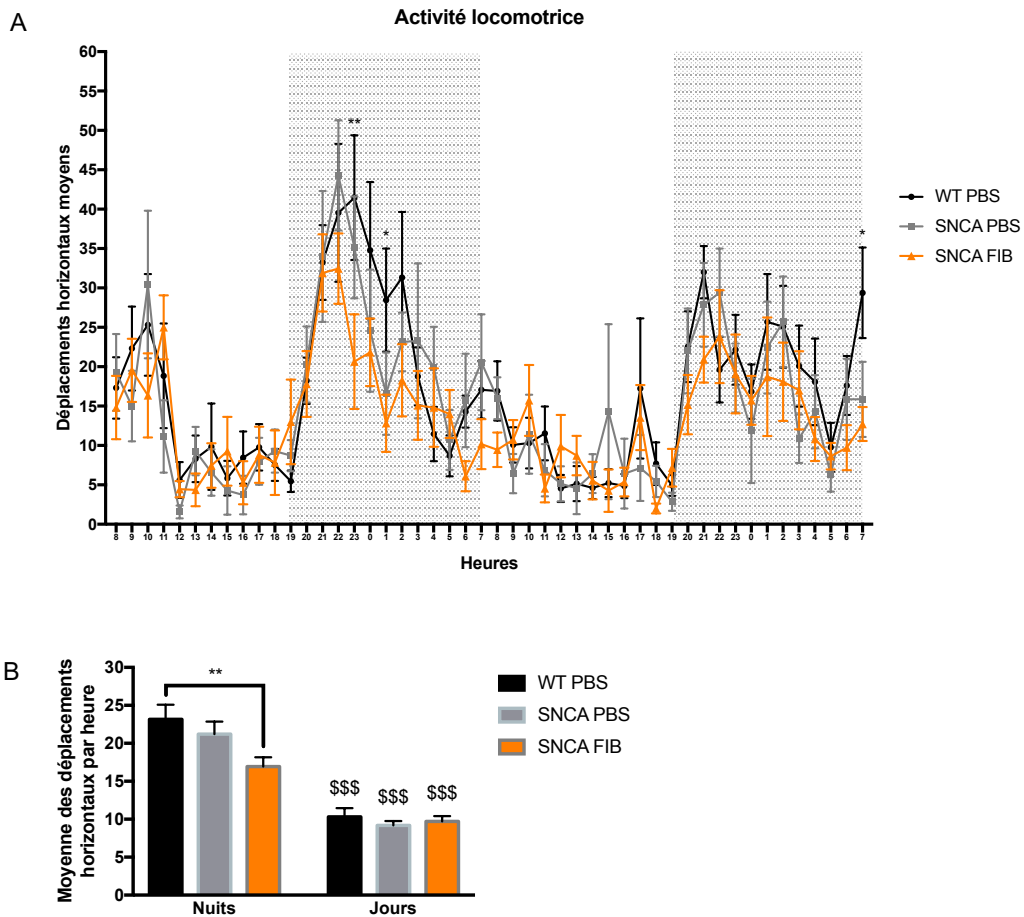 A
Activité locomotrice
Déplacements horizontaux moyens
60
55
50
45
40
35
30
25
20
15
10
5
0
**
*
*
8 9 10 11 12 13 14 15 16 17 18 19 20 21 22 23 0 1 2 3 4 5 6 7 8 9 10 11 12 13 14 15 16 17 18 19 20 21 22 23 0 1 2 3 4 5 6 7
Heures
WT PBS
SNCA PBS
SNCA FIB
B
Moyenne des déplacements
horizontaux par heure
30
25
20
15
10
5
0
**
$$$ $$$ $$$
Nuits Jours
WT PBS
SNCA PBS
SNCA FIB